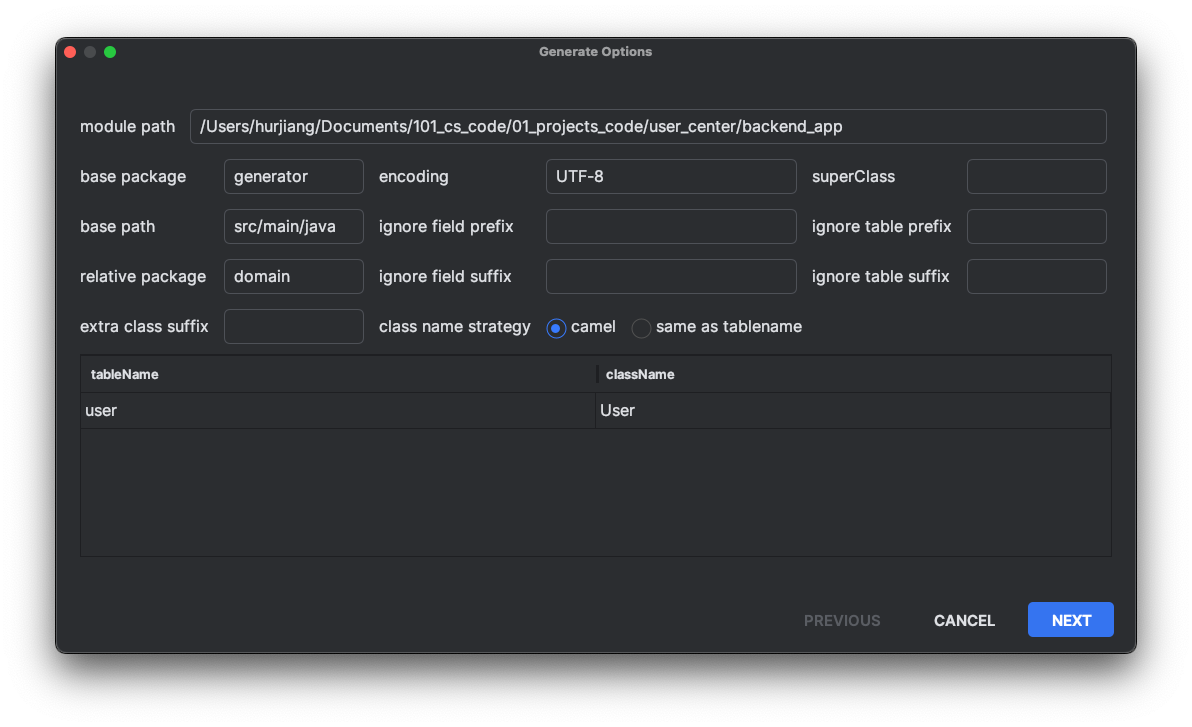 Generate Options
module path /Users/hurjiang/Documents/101_cs_code/01_projects_code/user_center/backend_app
base package generator encoding UTF-8 superClass
base path src/main/java ignore field prefix ignore table prefix
relative package domain ignore field suffix ignore table suffix
extra class suffix class name strategy camel same as tablename
tableName className
user User
PREVIOUS CANCEL NEXT